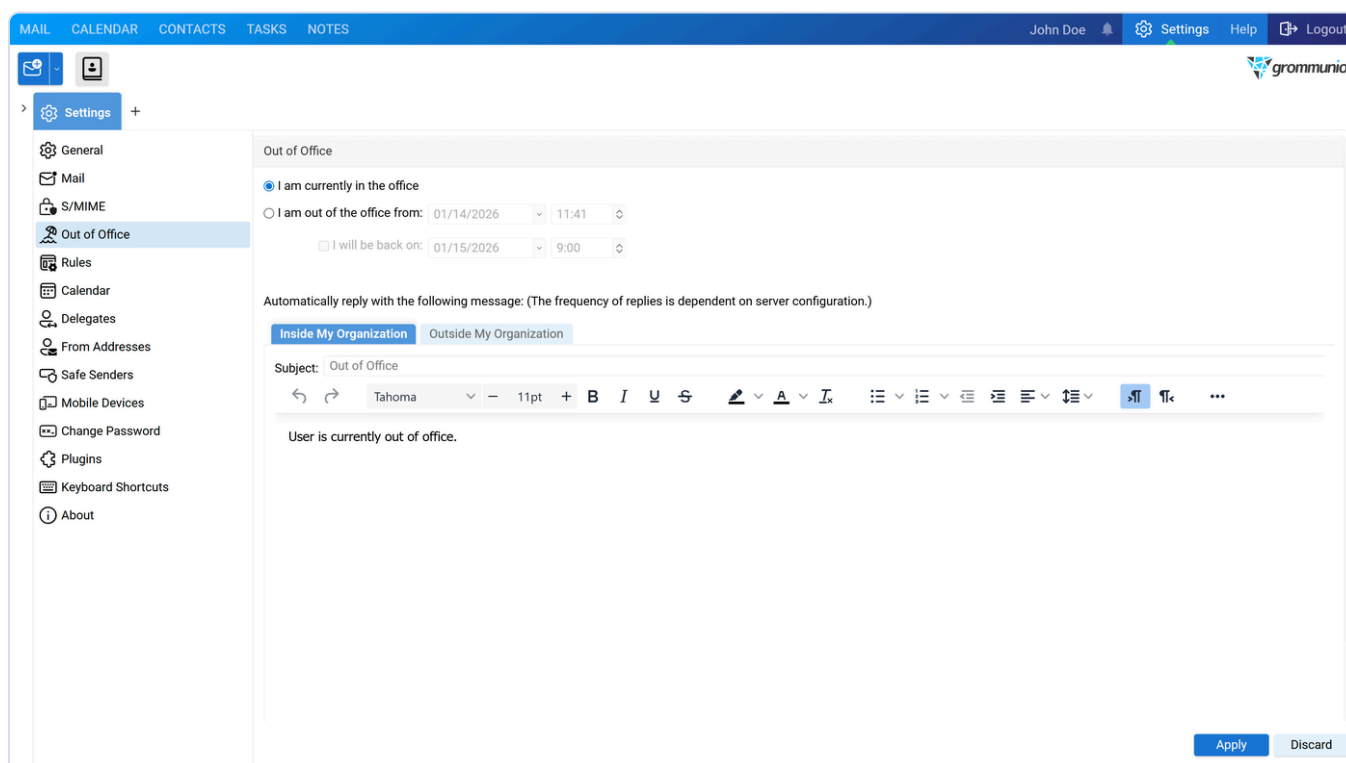 MAIL CALENDAR CONTACTS TASKS NOTES John Doe Settings Help Logout
grommunio
Settings +
General
Mail
S/MIME
Out of Office
Rules
Calendar
Delegates
From Addresses
Safe Senders
Mobile Devices
Change Password
Plugins
Keyboard Shortcuts
About
Out of Office
I am currently in the office
I am out of the office from: 01/14/2026 11:41
I will be back on: 01/15/2026 9:00
Automatically reply with the following message: (The frequency of replies is dependent on server configuration.)
Inside My Organization Outside My Organization
Subject: Out of Office
Tahoma − 11pt + B I U S A
User is currently out of office.
Apply Discard